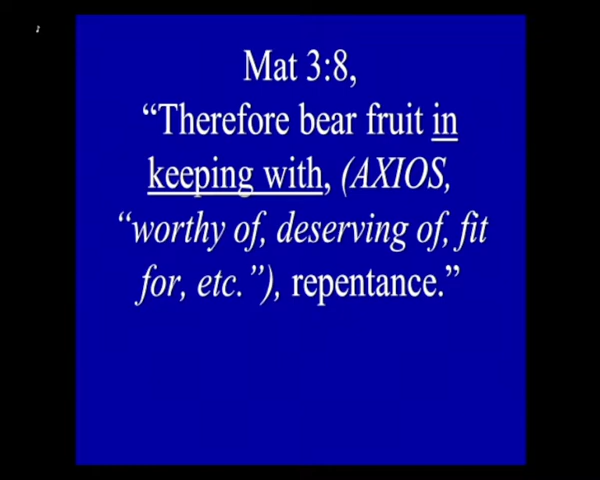 Mat 3:8,
“Therefore bear fruit in
keeping with, (AXIOS,
“worthy of, deserving of, fit
for, etc.”), repentance.”